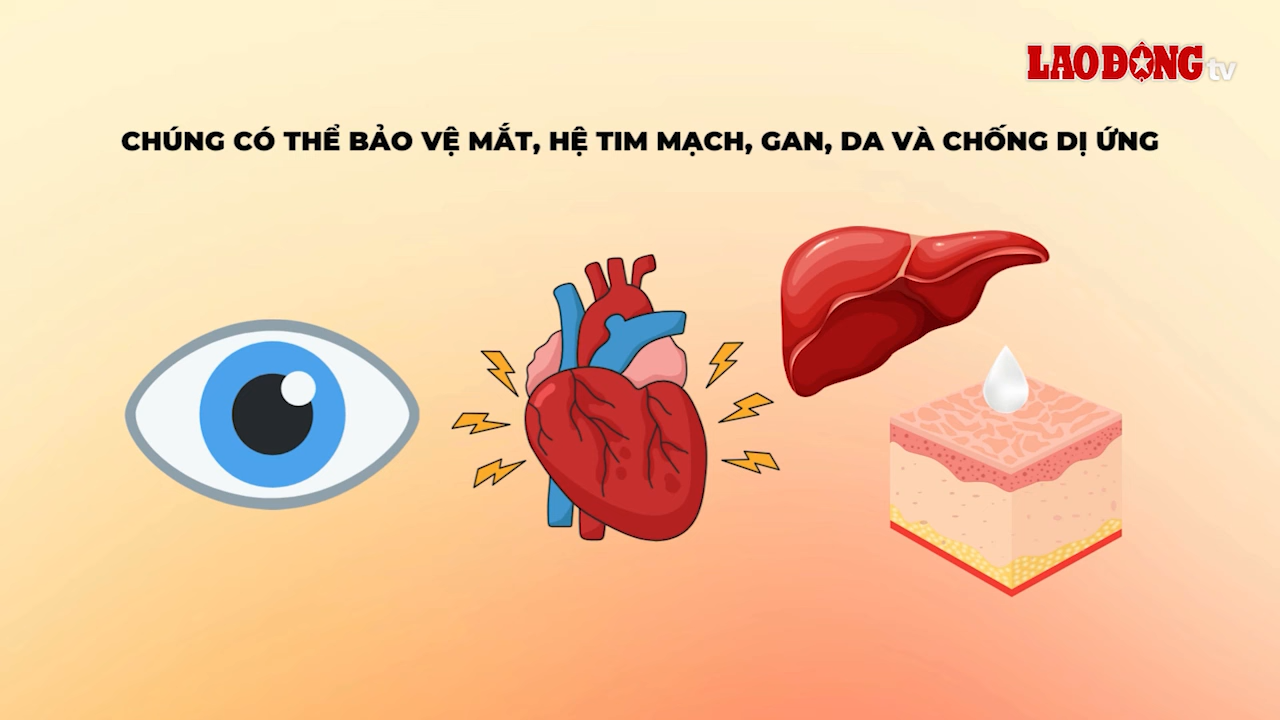 LAO ĐỘNG tv
CHÚNG CÓ THỂ BẢO VỆ MẮT, HỆ TIM MẠCH, GAN, DA VÀ CHỐNG DỊ ỨNG